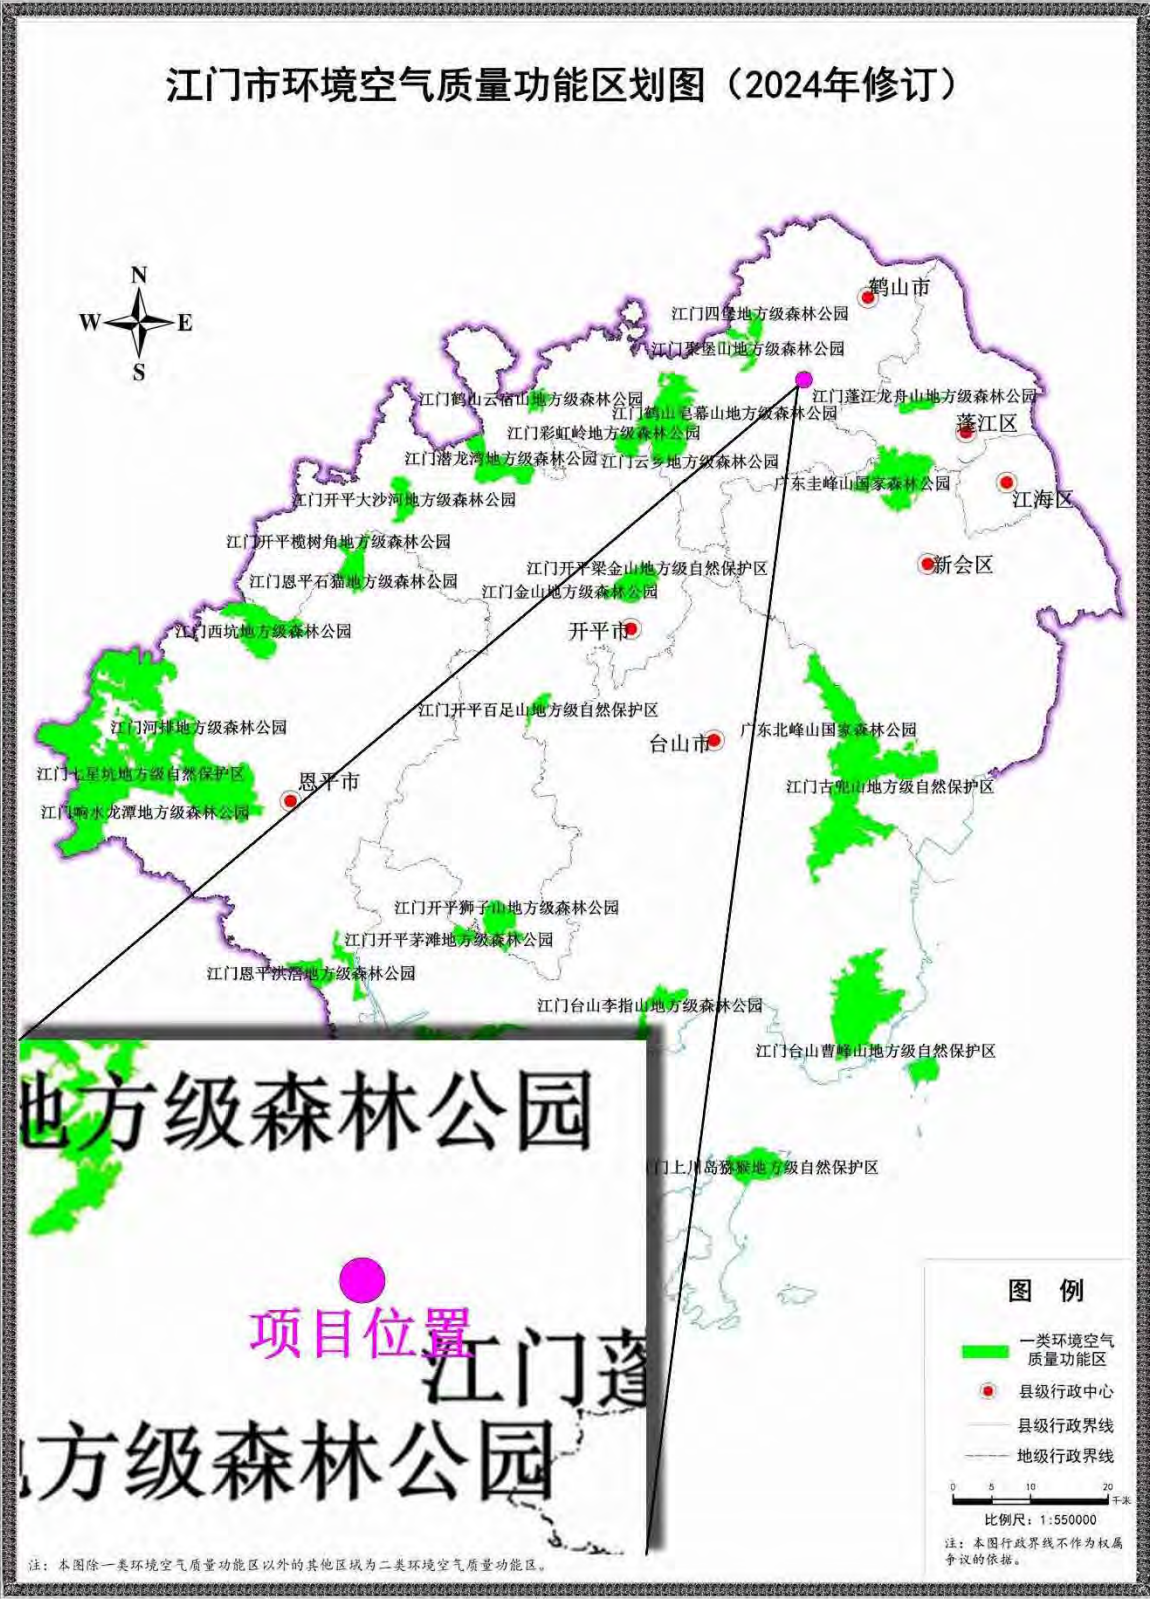 江门市环境空气质量功能区划图（2024年修订）
N
W
E
S
鹤山市
江门四堡地方级森林公园
江门聚堡山地方级森林公园
江门鹤山云宿山地方级森林公园
江门蓬江龙舟山地方级森林公园
江门鹤山皂幕山地方级森林公园
蓬江区
江门彩虹岭地方级森林公园
江门潜龙湾地方级森林公园
江门云乡地方级森林公园
广东圭峰山国家森林公园
江门开平大沙河地方级森林公园
江海区
江门开平榄树角地方级森林公园
新会区
江门开平梁金山地方级自然保护区
江门恩平石猫地方级森林公园
江门金山地方级森林公园
开平市
江门西坑地方级森林公园
江门开平百足山地方级自然保护区
江门河排地方级森林公园
广东北峰山国家森林公园
台山市
江门七星坑地方级自然保护区
恩平市
江门古兜山地方级自然保护区
江门响水龙潭地方级森林公园
江门开平狮子山地方级森林公园
江门开平茅滩地方级森林公园
江门恩平洪滘地方级森林公园
江门台山李指山地方级森林公园
江门台山曹峰山地方级自然保护区
门上川岛猕猴地方级自然保护区
地方级森林公园
项目位置
江门蓬
地方级森林公园
图 例
一类环境空气
质量功能区
县级行政中心
县级行政界线
地级行政界线
0 5 10 20
千米
比例尺：1:550000
注：本图行政界线不作为权属
争议的依据。
注：本图除一类环境空气质量功能区以外的其他区域为二类环境空气质量功能区。